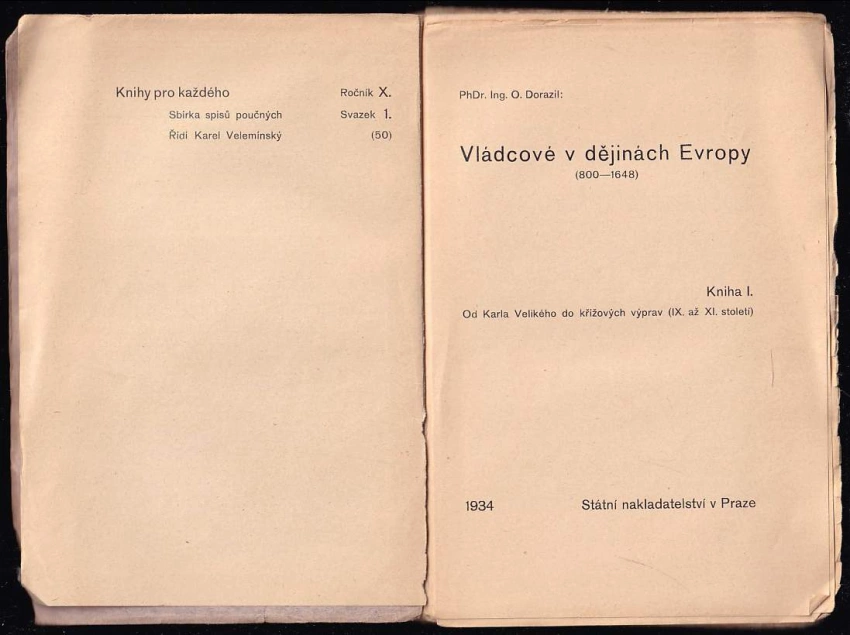 Knihy pro každého Ročník X.
Sbírka spisů poučných Svazek 1.
Řídí Karel Velemínský (50)
PhDr. Ing. O. Dorazil:
Vládcové v dějinách Evropy
(800—1648)
Kniha I.
Od Karla Velikého do křižových výprav (IX. až XI. století)
1934 Státní nakladatelství v Praze